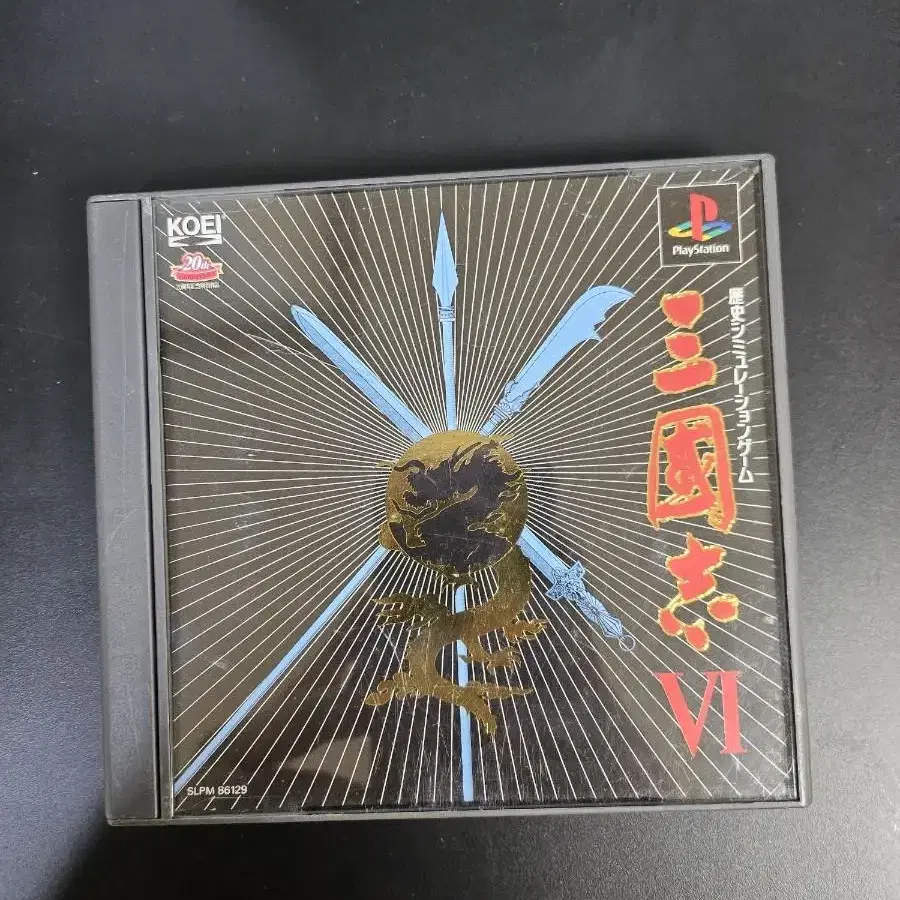 KOEI
20th
PlayStation
歴史シミュレーションゲーム
三國志
VI
SLPM 86129